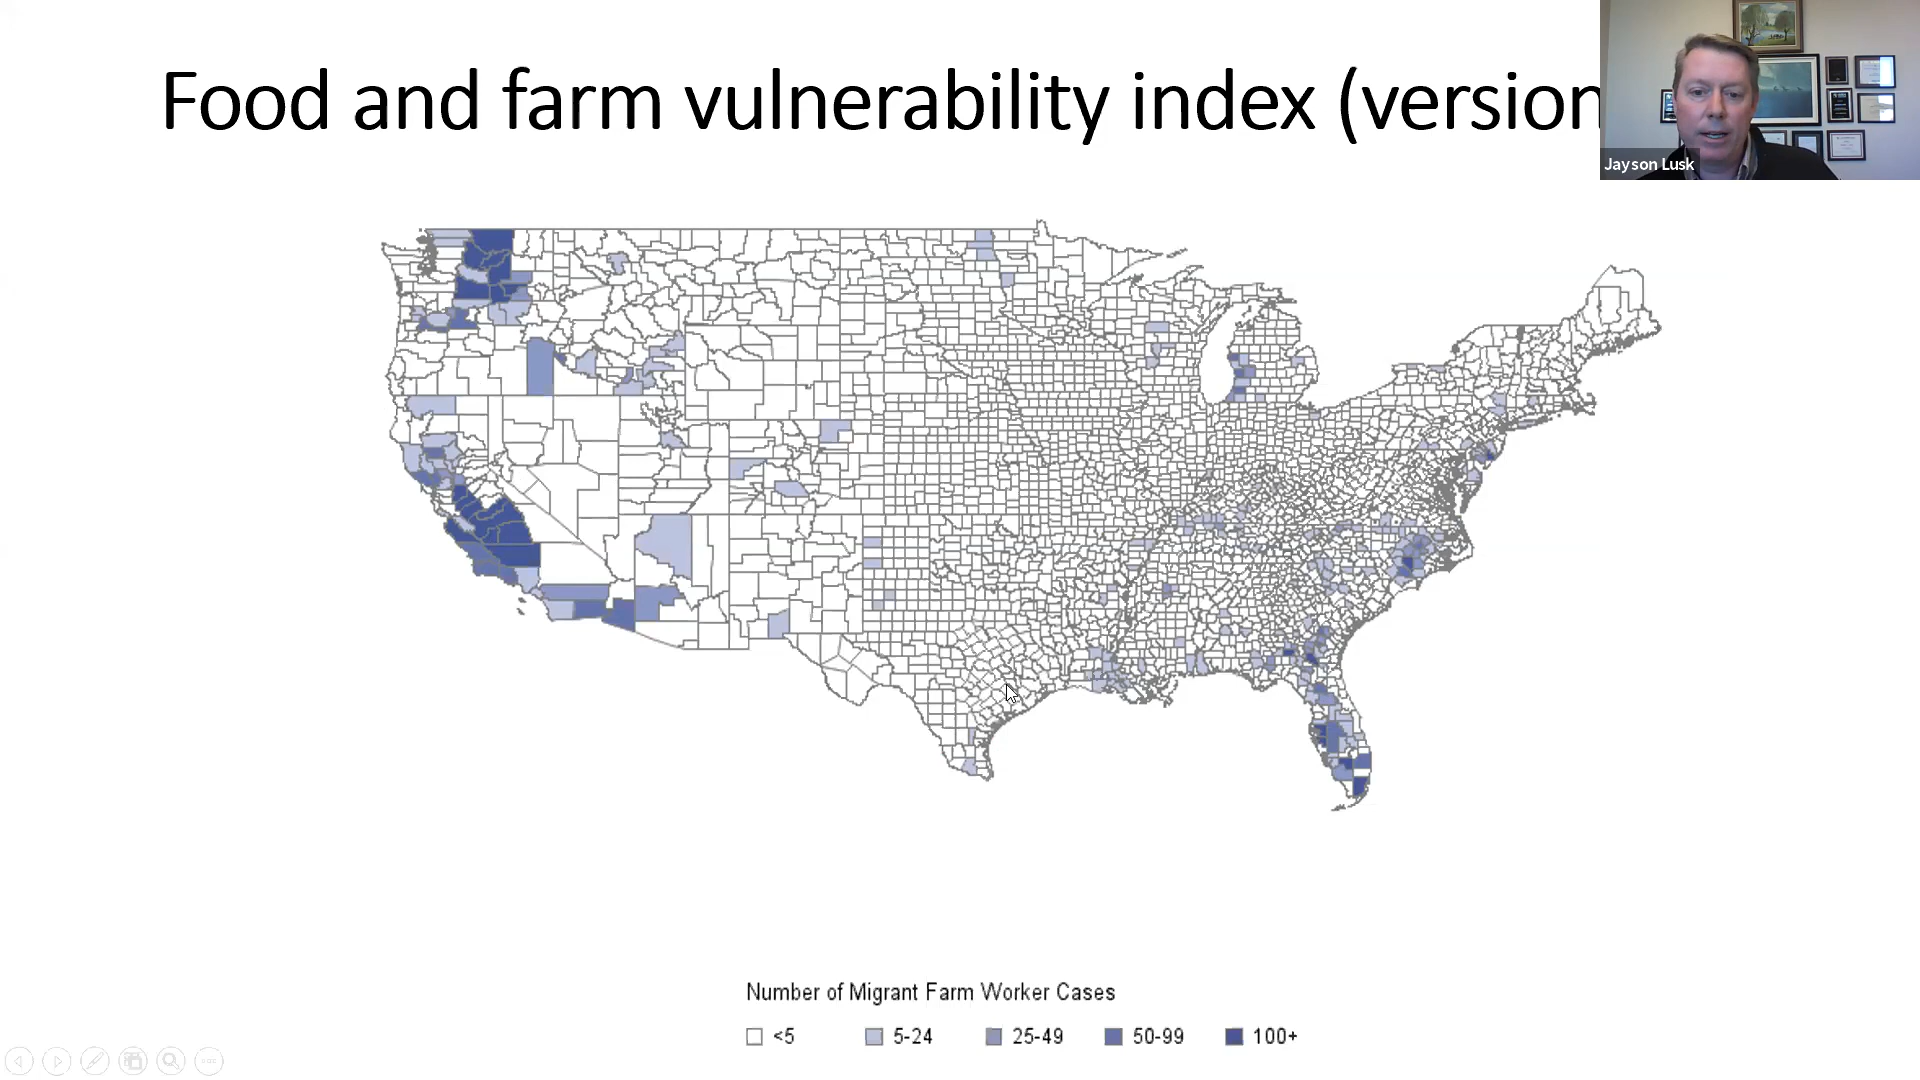 Food and farm vulnerability index (version
Jayson Lusk
Number of Migrant Farm Worker Cases
<5
5-24
25-49
50-99
100+